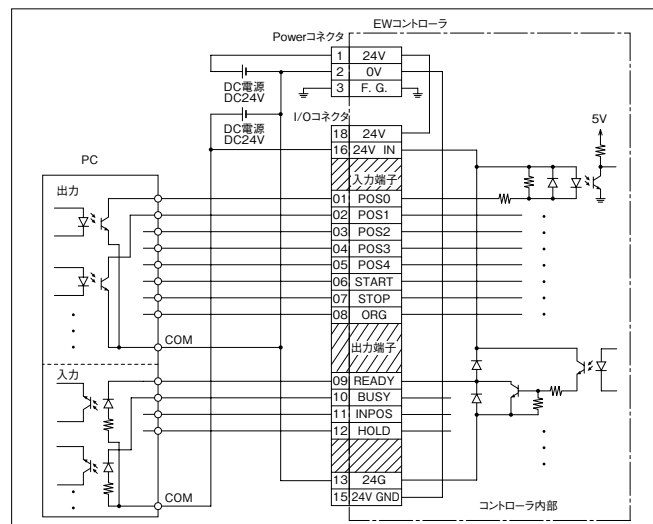 EWコントローラ
Powerコネクタ
1 24V
2 0V
3 F. G.
DC電源
DC24V
DC電源
DC24V
I/Oコネクタ
18 24V
16 24V IN
5V
PC
入力端子
出力
01 POS0
02 POS1
03 POS2
04 POS3
05 POS4
06 START
07 STOP
08 ORG
COM
出力端子
入力
09 READY
10 BUSY
11 INPOS
12 HOLD
13 24G
15 24V GND
COM
コントローラ内部